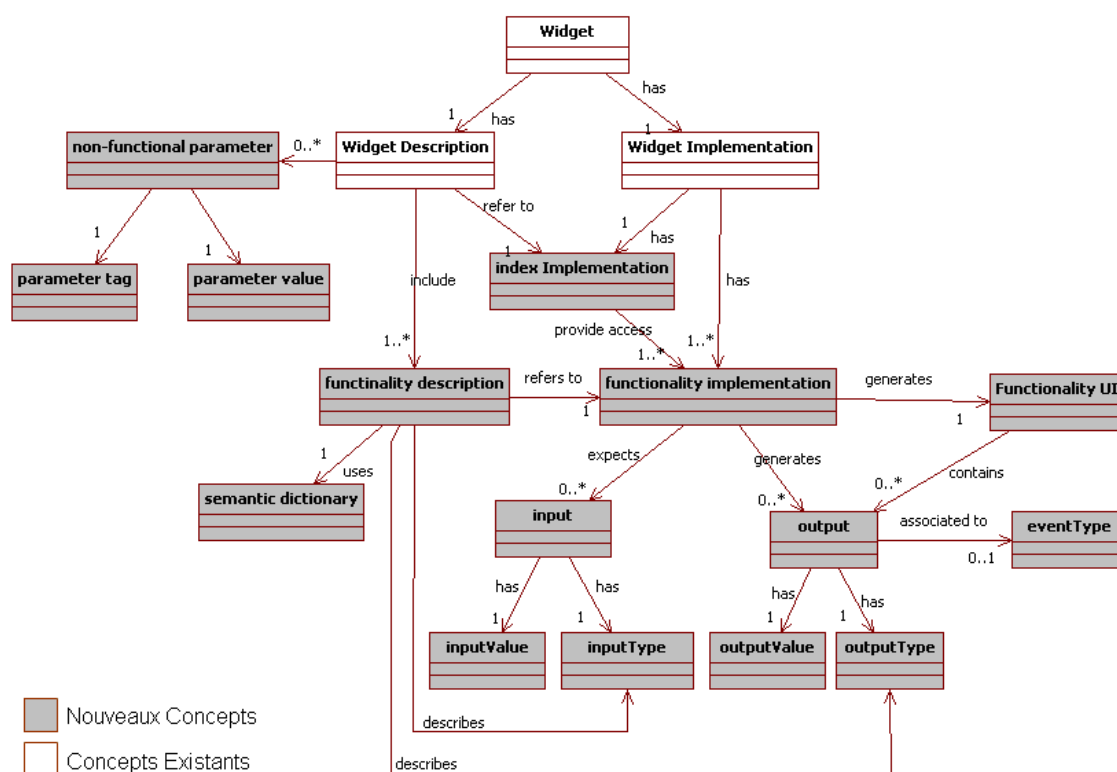 Widget
has
1
has
1
non-functional parameter
0..*
Widget Description
Widget Implementation
refer to
1
has
1
1
1
parameter tag
parameter value
1
index Implementation
include
has
provide access
1..*
1..*
1..*
functinality description
refers to
1
functionality implementation
generates
1
Functionality UI
1
uses
expects
generates
contains
0..*
0..*
0..*
semantic dictionary
input
output
associated to
0..1
eventType
has
has
has
has
1
1
1
1
inputValue
inputType
outputValue
outputType
Nouveaux Concepts
describes
Concepts Existants
describes